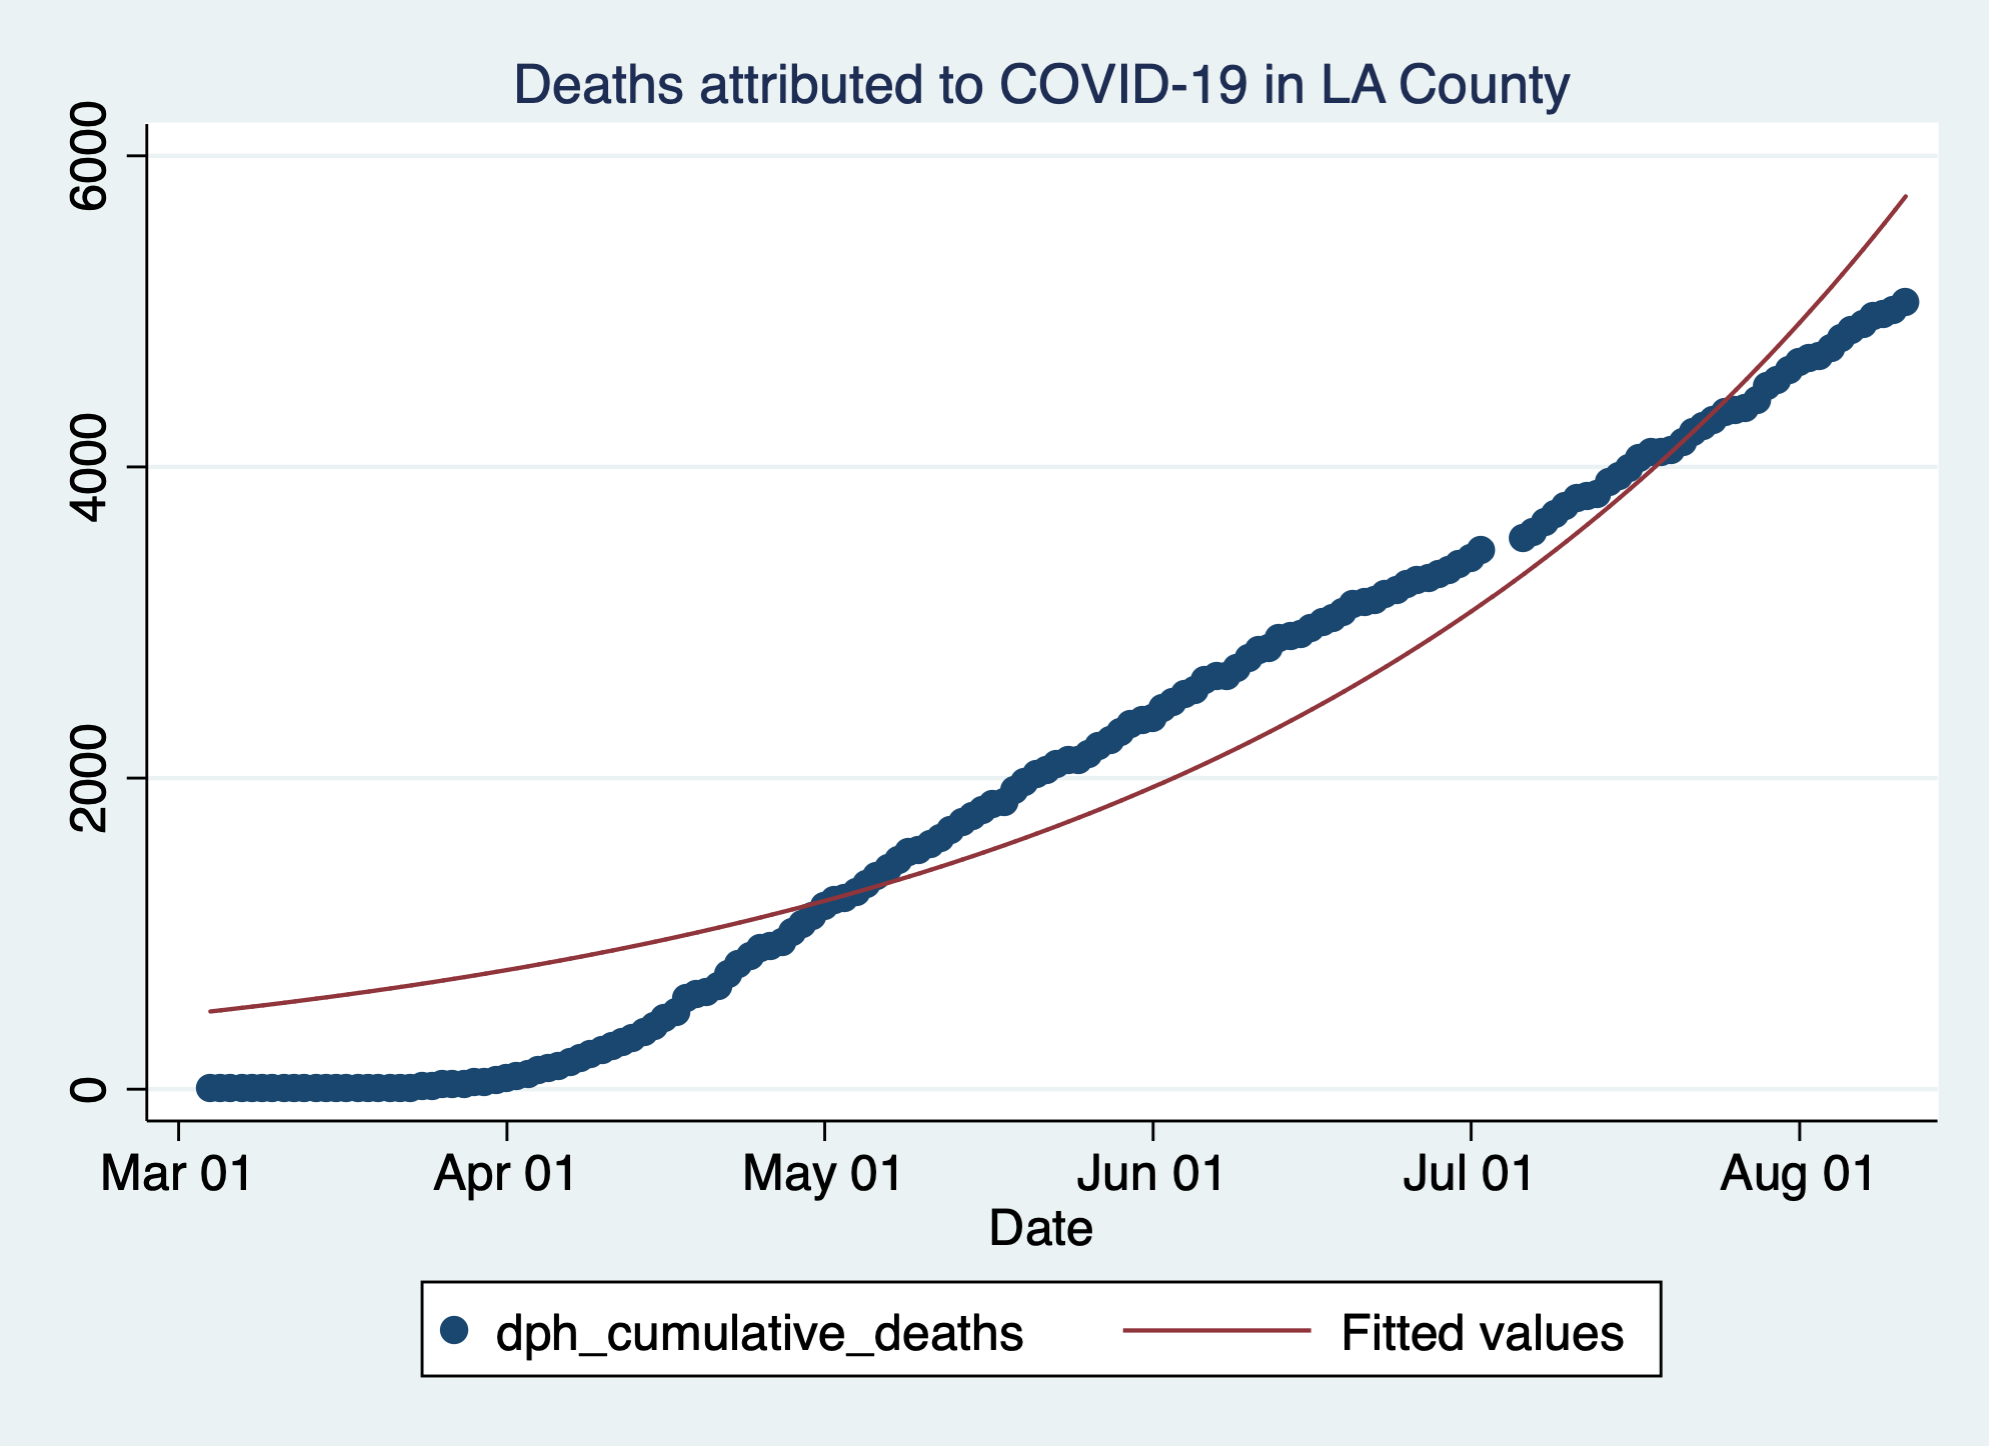 Deaths attributed to COVID-19 in LA County
6000
4000
2000
0
Mar 01 Apr 01 May 01 Jun 01 Jul 01 Aug 01
Date
dph_cumulative_deaths Fitted values